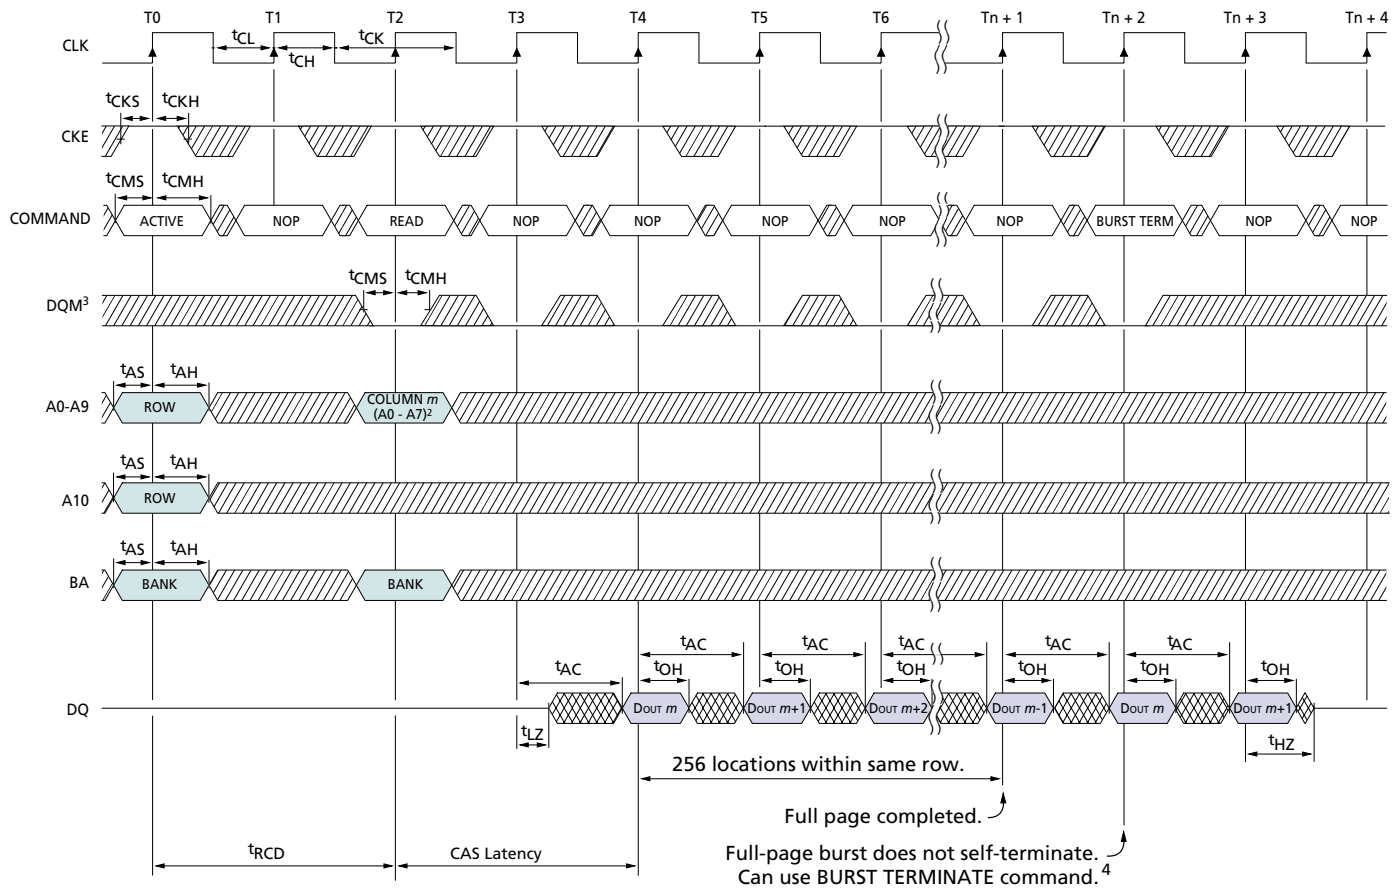 T0 T1 T2 T3 T4 T5 T6 Tn + 1 Tn + 2 Tn + 3 Tn + 4
CLK
tCL tCK
tCH
tCKS tCKH
CKE
tCMS tCMH
COMMAND ACTIVE NOP READ NOP NOP NOP NOP NOP BURST TERM NOP NOP
tCMS tCMH
DQM3
tAS tAH
A0-A9 ROW COLUMN m
(A0 - A7)2
tAS tAH
A10 ROW
tAS tAH
BA BANK BANK
tAC tAC tAC tAC tAC
tAC
tOH tOH tOH tOH tOH tOH
DQ DOUT m DOUT m+1 DOUT m+2 DOUT m-1 DOUT m DOUT m+1
tLZ tHZ
256 locations within same row.
Full page completed.
tRCD CAS Latency
Full-page burst does not self-terminate.
Can use BURST TERMINATE command.4